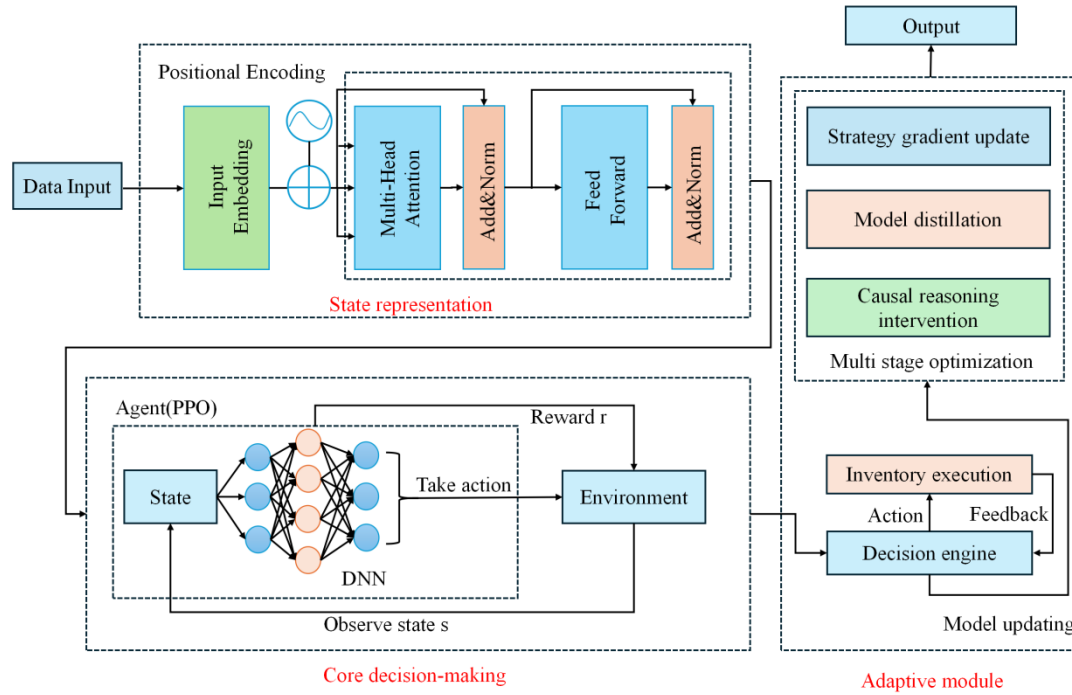 Output
Positional Encoding
Data Input
Input
Embedding
Multi-Head
Attention
Add&Norm
Feed
Forward
Add&Norm
State representation
Strategy gradient update
Model distillation
Causal reasoning
intervention
Multi stage optimization
Agent(PPO)
Reward r
State
Take action
Environment
DNN
Observe state s
Core decision-making
Inventory execution
Action
Feedback
Decision engine
Model updating
Adaptive module